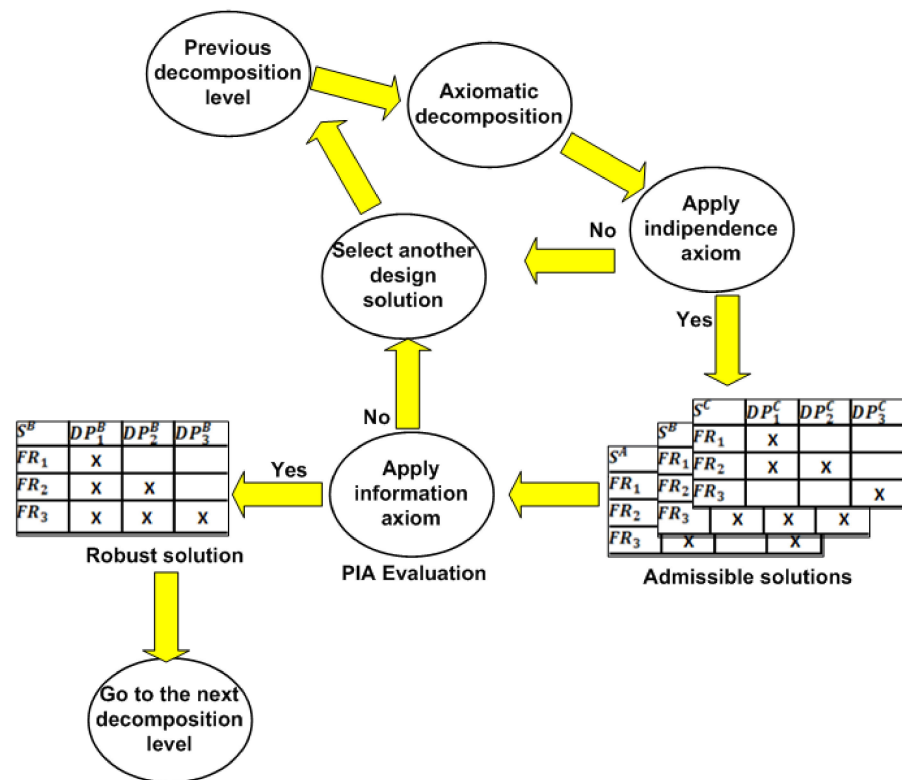 Previous
decomposition
level
Axiomatic
decomposition
Apply
indipendence
axiom
No
Yes
Select another
design
solution
S^C DP_1^C DP_2^C DP_3^C
FR_1 X
FR_2 X X
FR_3 X
S^B
FR_1
FR_2
FR_3 X X X
S^A
FR_1
FR_2
FR_3 X X
Admissible solutions
Apply
information
axiom
PIA Evaluation
No
Yes
S^B DP_1^B DP_2^B DP_3^B
FR_1 X
FR_2 X X
FR_3 X X X
Robust solution
Go to the next
decomposition
level